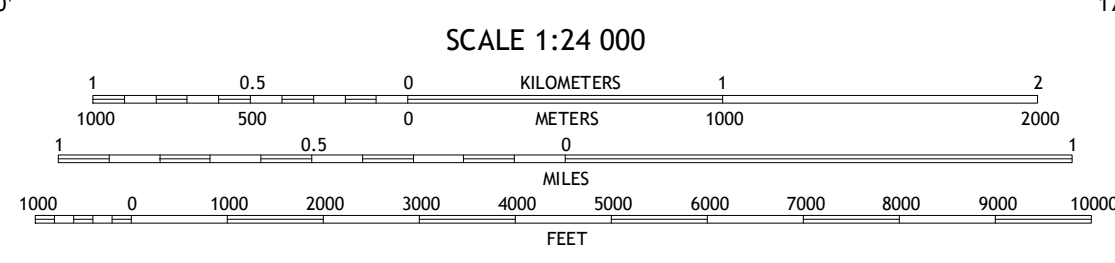 SCALE 1:24 000
1 0.5 0 KILOMETERS 1 2
1000 500 0 METERS 1000 2000
1 0.5 0 1
MILES
1000 0 1000 2000 3000 4000 5000 6000 7000 8000 9000 10000
FEET